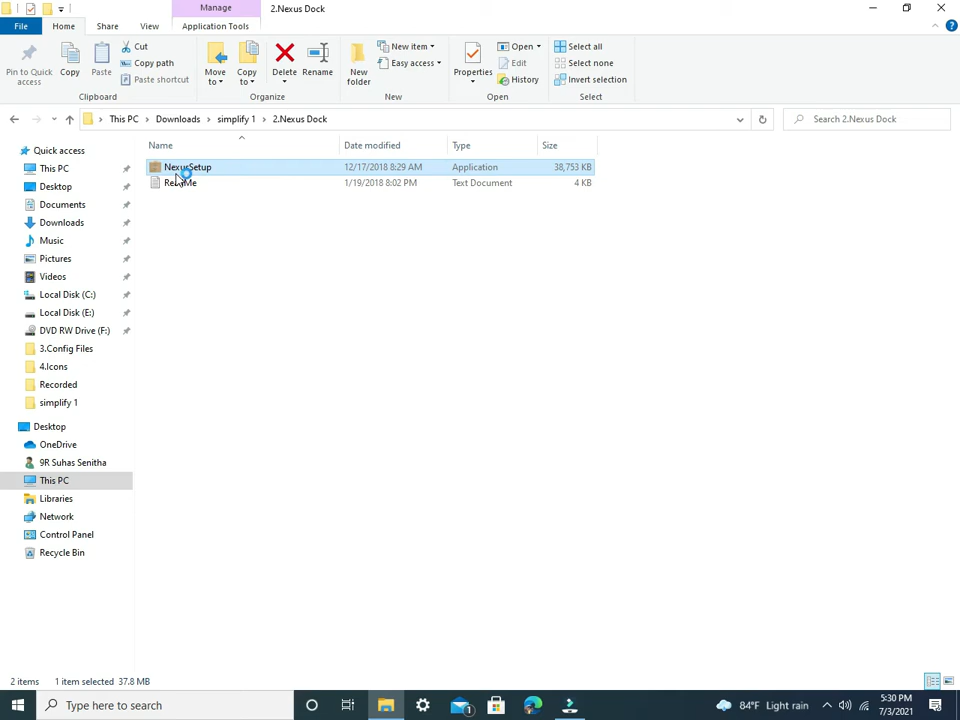 Manage
2.Nexus Dock
File
Home
Share
View
Application Tools
Pin to Quick access
Copy
Paste
Cut
Copy path
Paste shortcut
Move to
Copy to
Delete
Rename
New folder
New item
Easy access
Properties
Open
Edit
History
Select all
Select none
Invert selection
Clipboard
Organize
New
Open
Select
This PC > Downloads > simplify 1 > 2.Nexus Dock
Search 2.Nexus Dock
Name
Date modified
Type
Size
NexusSetup
12/17/2018 8:29 AM
Application
38,753 KB
ReadMe
1/19/2018 8:02 PM
Text Document
4 KB
Quick access
This PC
Desktop
Documents
Downloads
Music
Pictures
Videos
Local Disk (C:)
Local Disk (E:)
DVD RW Drive (F:)
3.Config Files
4.Icons
Recorded
simplify 1
Desktop
OneDrive
9R Suhas Senitha
This PC
Libraries
Network
Control Panel
Recycle Bin
2 items
1 item selected 37.8 MB
Type here to search
1
84°F Light rain
5:30 PM
7/3/2021